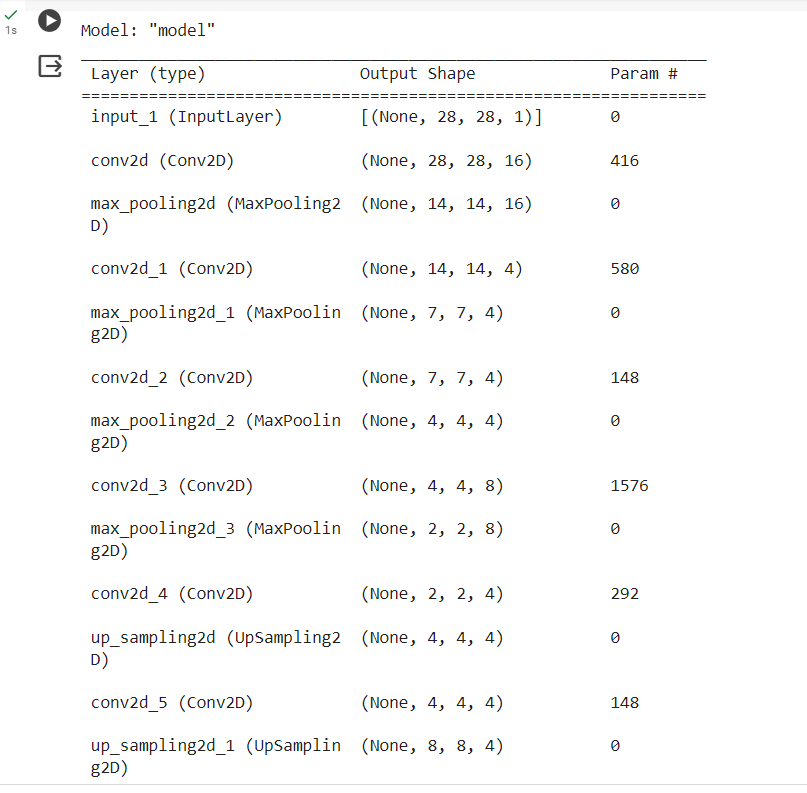 1s
Model: "model"
Layer (type) Output Shape Param #
=================================================================
input_1 (InputLayer) [(None, 28, 28, 1)] 0
conv2d (Conv2D) (None, 28, 28, 16) 416
max_pooling2d (MaxPooling2 (None, 14, 14, 16) 0
D)
conv2d_1 (Conv2D) (None, 14, 14, 4) 580
max_pooling2d_1 (MaxPoolin (None, 7, 7, 4) 0
g2D)
conv2d_2 (Conv2D) (None, 7, 7, 4) 148
max_pooling2d_2 (MaxPoolin (None, 4, 4, 4) 0
g2D)
conv2d_3 (Conv2D) (None, 4, 4, 8) 1576
max_pooling2d_3 (MaxPoolin (None, 2, 2, 8) 0
g2D)
conv2d_4 (Conv2D) (None, 2, 2, 4) 292
up_sampling2d (UpSampling2 (None, 4, 4, 4) 0
D)
conv2d_5 (Conv2D) (None, 4, 4, 4) 148
up_sampling2d_1 (UpSamplin (None, 8, 8, 4) 0
g2D)